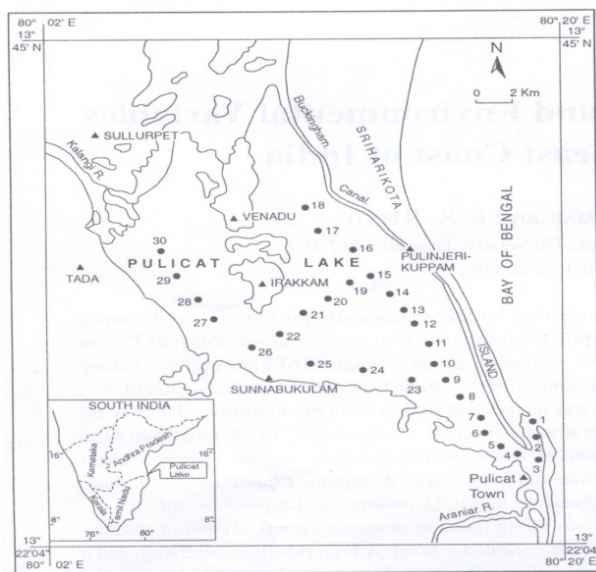 80° 02' E
80° 20' E
13°
45' N
13°
45' N
N
0 2 Km
SULLURPET
Kalangi R.
Buckingham
Canal
SRIHARIKOTA
ISLAND
BAY OF BENGAL
VENADU
PULINJERI-
KUPPAM
TADA
PULICAT LAKE
IRAKKAM
SUNNABUKULAM
18
17
16
30
15
29
19
14
28
20
13
21
27
12
22
11
26
25
24
10
23
9
8
1
6
2
5
4
3
Pulicat
Town
Araniar R.
SOUTH INDIA
16°
16°
Karnataka
Andhra Pradesh
Kerala
Tamil Nadu
Pulicat
Lake
8°
8°
76°
80°
13°
22'04"
80° 02' E
13°
22'04"
80° 20' E